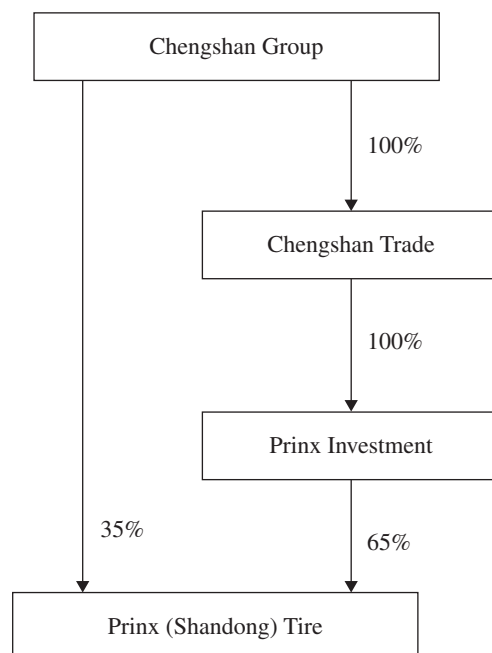 Chengshan Group
100%
Chengshan Trade
100%
Prinx Investment
35%
65%
Prinx (Shandong) Tire